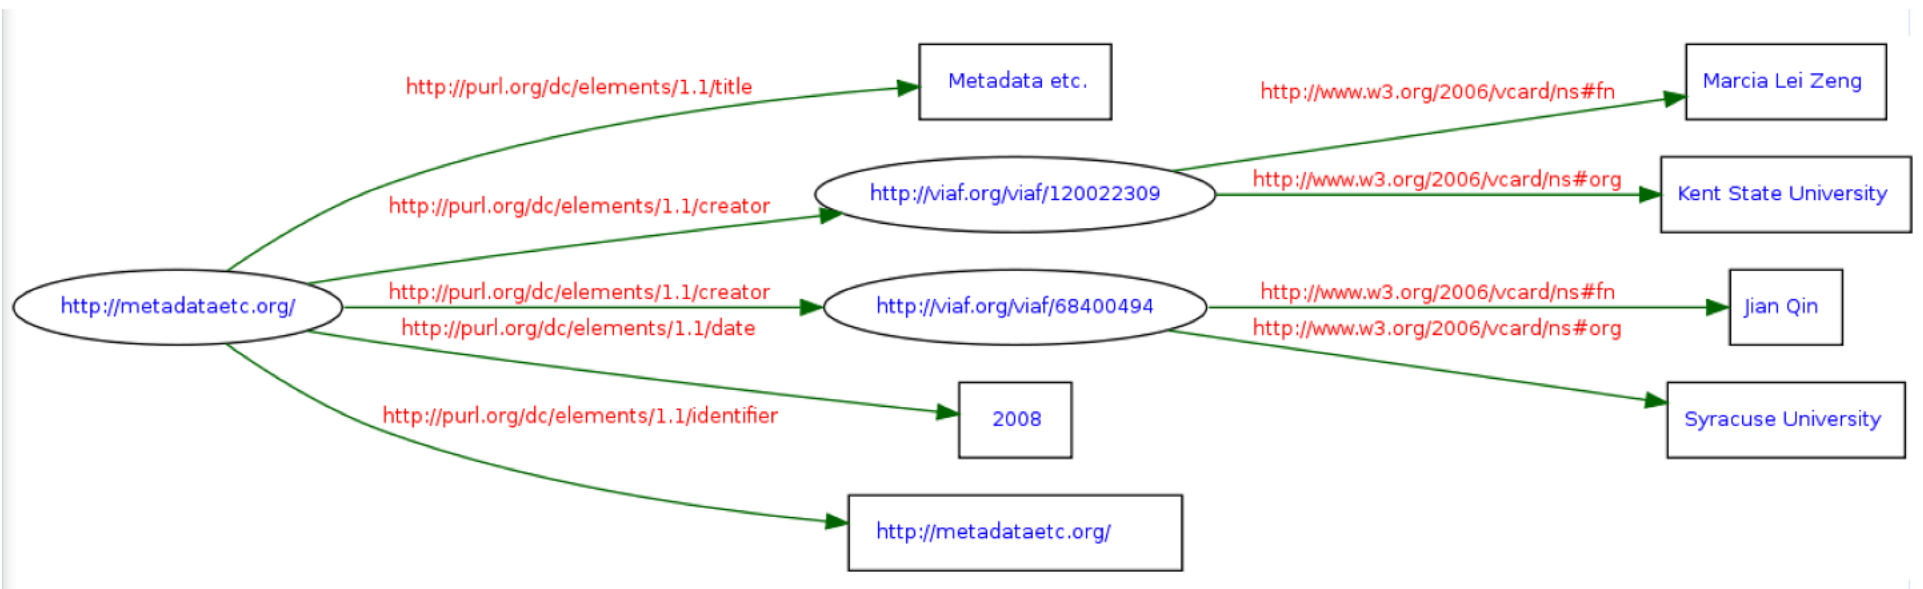 http://purl.org/dc/elements/1.1/title
Metadata etc.
http://www.w3.org/2006/vcard/ns#fn
Marcia Lei Zeng
http://purl.org/dc/elements/1.1/creator
http://viaf.org/viaf/120022309
http://www.w3.org/2006/vcard/ns#org
Kent State University
http://metadataetc.org/
http://purl.org/dc/elements/1.1/creator
http://viaf.org/viaf/68400494
http://www.w3.org/2006/vcard/ns#fn
Jian Qin
http://purl.org/dc/elements/1.1/date
http://www.w3.org/2006/vcard/ns#org
2008
Syracuse University
http://purl.org/dc/elements/1.1/identifier
http://metadataetc.org/